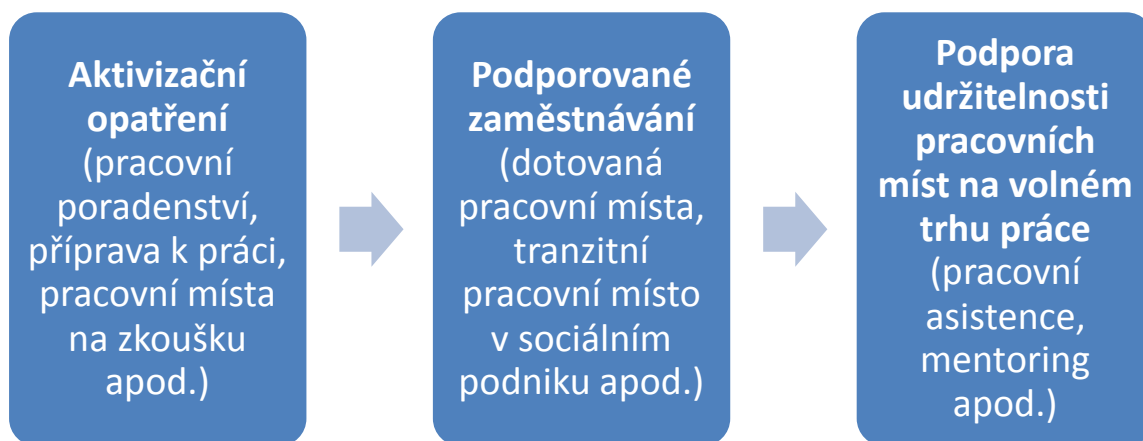 Aktivizační
opatření
(pracovní
poradenství,
příprava k práci,
pracovní místa
na zkoušku
apod.)
Podporované
zaměstnávání
(dotovaná
pracovní místa,
tranzitní
pracovní místo
v sociálním
podniku apod.)
Podpora
udržitelnosti
pracovních
míst na volném
trhu práce
(pracovní
asistence,
mentoring
apod.)